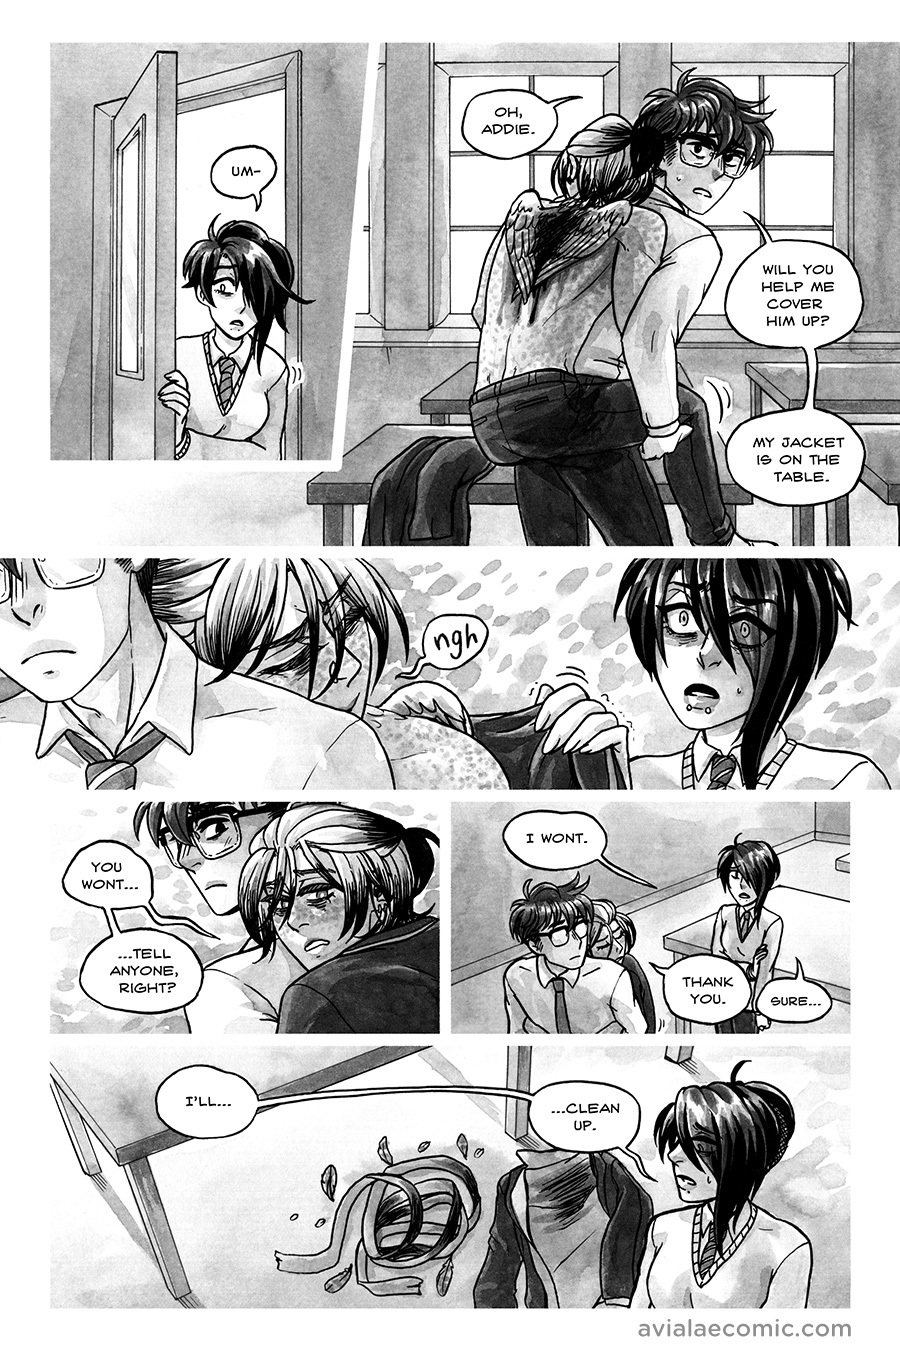 UM-
OH,
ADDIE.
WILL YOU
HELP ME
COVER
HIM UP?
MY JACKET
IS ON THE
TABLE.
ngh
YOU
WONT...
...TELL
ANYONE,
RIGHT?
I WONT.
THANK
YOU.
SURE...
I'LL...
...CLEAN
UP.
avialaecomic.com